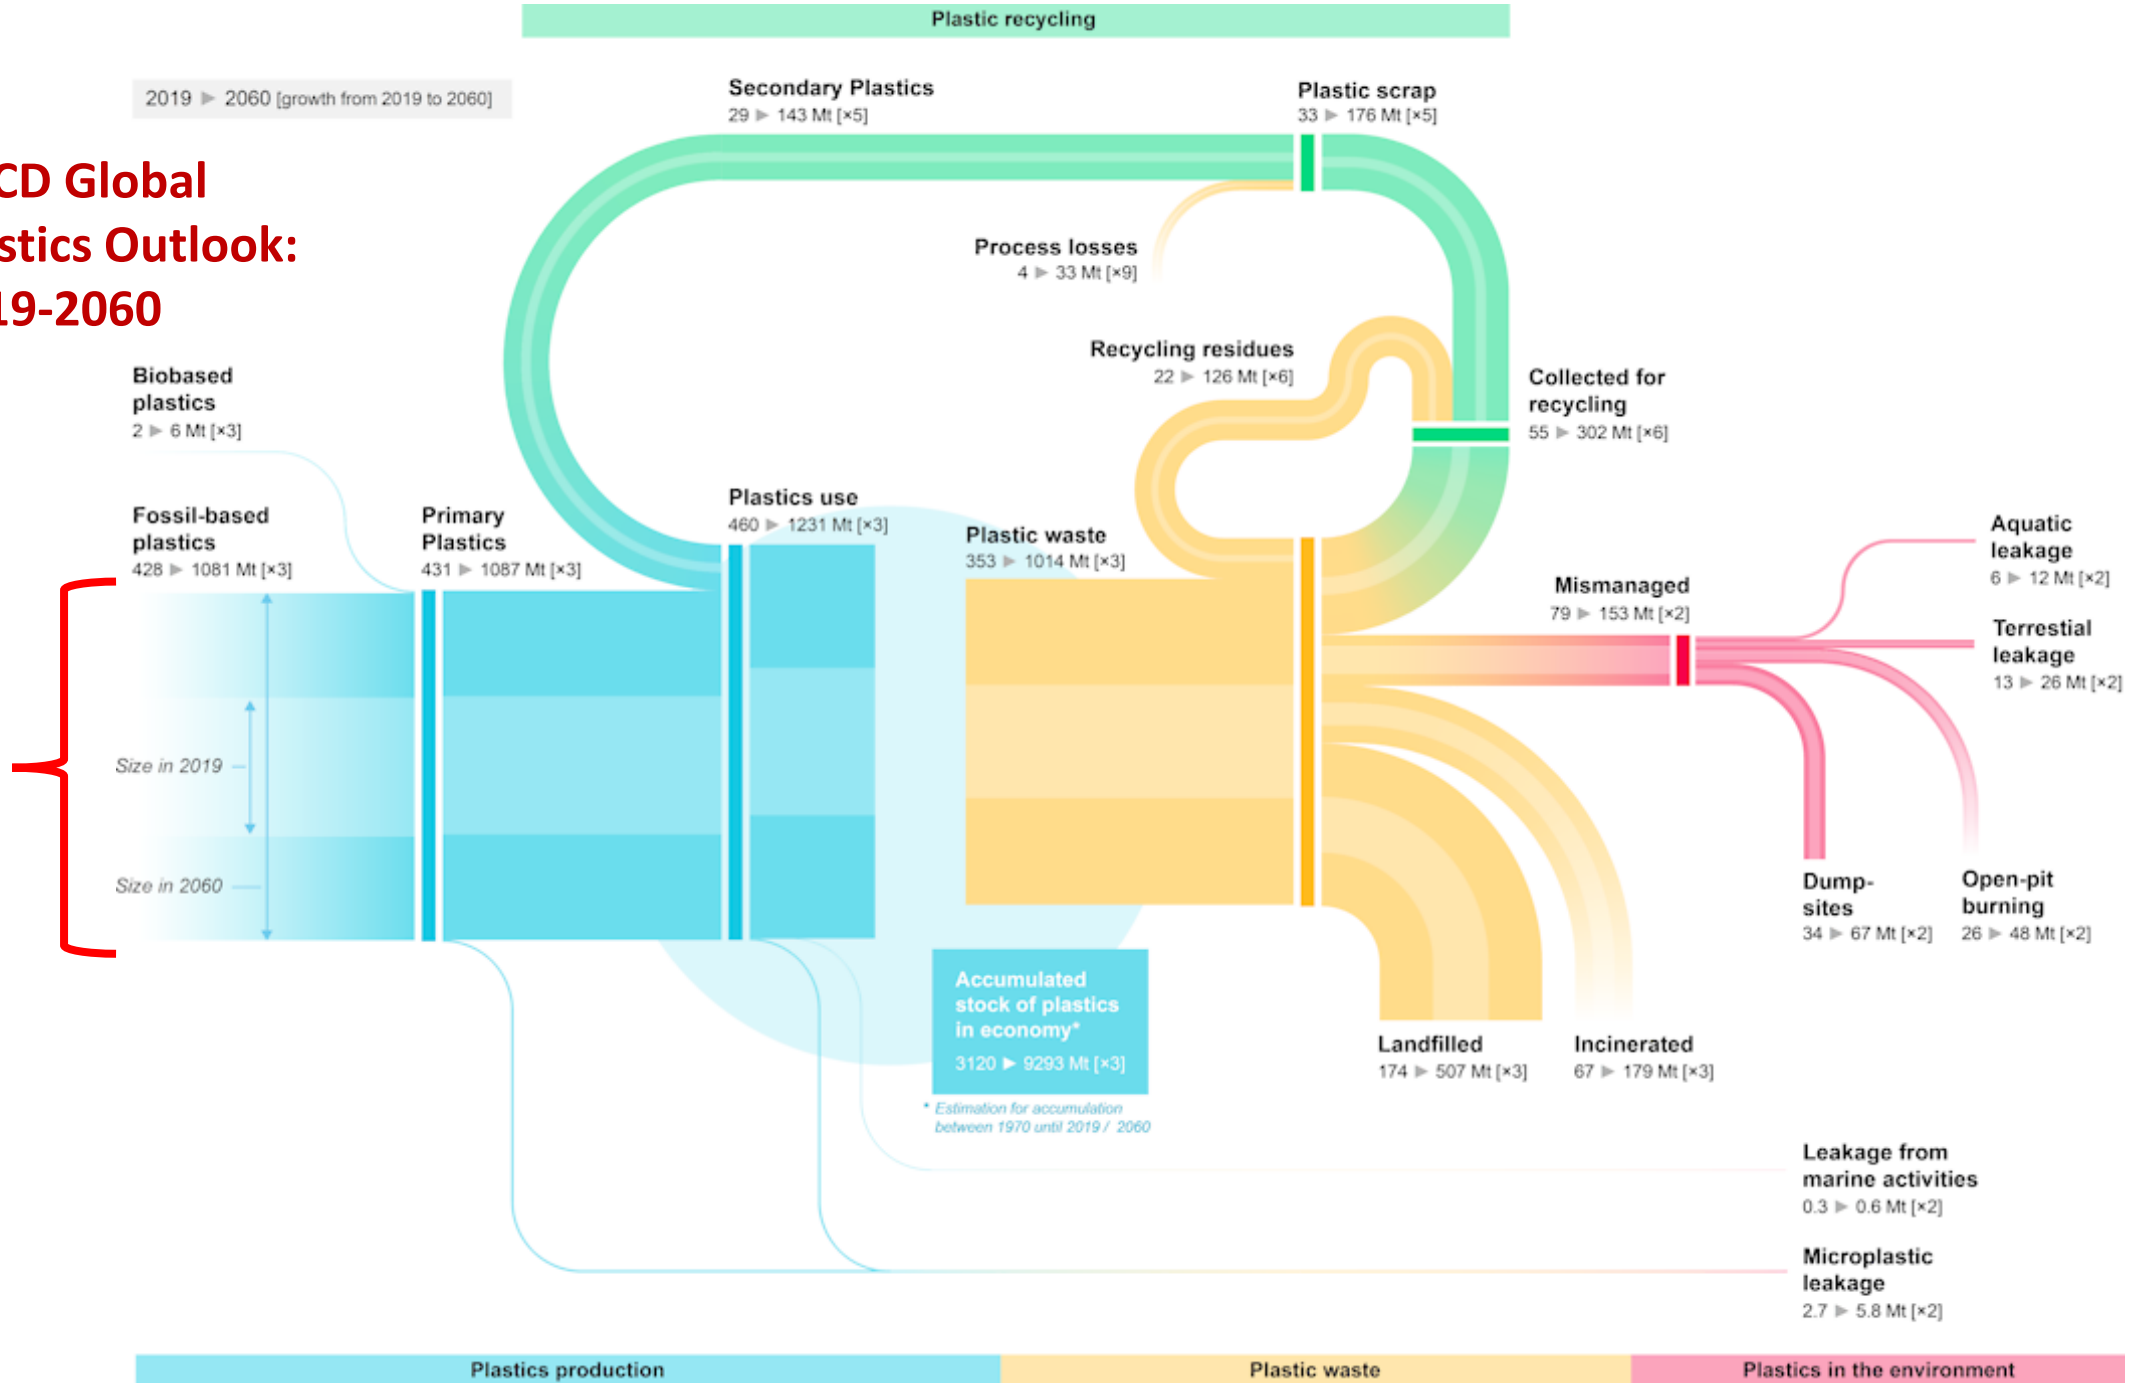 Plastic recycling
2019 ► 2060 [growth from 2019 to 2060]
CD Global
stics Outlook:
19-2060
Secondary Plastics
29 ► 143 Mt [×5]
Plastic scrap
33 ► 176 Mt [×5]
Process losses
4 ► 33 Mt [×9]
Recycling residues
22 ► 126 Mt [×6]
Collected for
recycling
55 ► 302 Mt [×6]
Biobased
plastics
2 ► 6 Mt [×3]
Fossil-based
plastics
428 ► 1081 Mt [×3]
Primary
Plastics
431 ► 1087 Mt [×3]
Plastics use
460 ► 1231 Mt [×3]
Plastic waste
353 ► 1014 Mt [×3]
Mismanaged
79 ► 153 Mt [×2]
Aquatic
leakage
6 ► 12 Mt [×2]
Terrestial
leakage
13 ► 26 Mt [×2]
Size in 2019
Size in 2060
Dump-
sites
34 ► 67 Mt [×2]
Open-pit
burning
26 ► 48 Mt [×2]
Accumulated
stock of plastics
in economy*
3120 ► 9293 Mt [×3]
* Estimation for accumulation
between 1970 until 2019 / 2060
Landfilled
174 ► 507 Mt [×3]
Incinerated
67 ► 179 Mt [×3]
Leakage from
marine activities
0.3 ► 0.6 Mt [×2]
Microplastic
leakage
2.7 ► 5.8 Mt [×2]
Plastics production
Plastic waste
Plastics in the environment